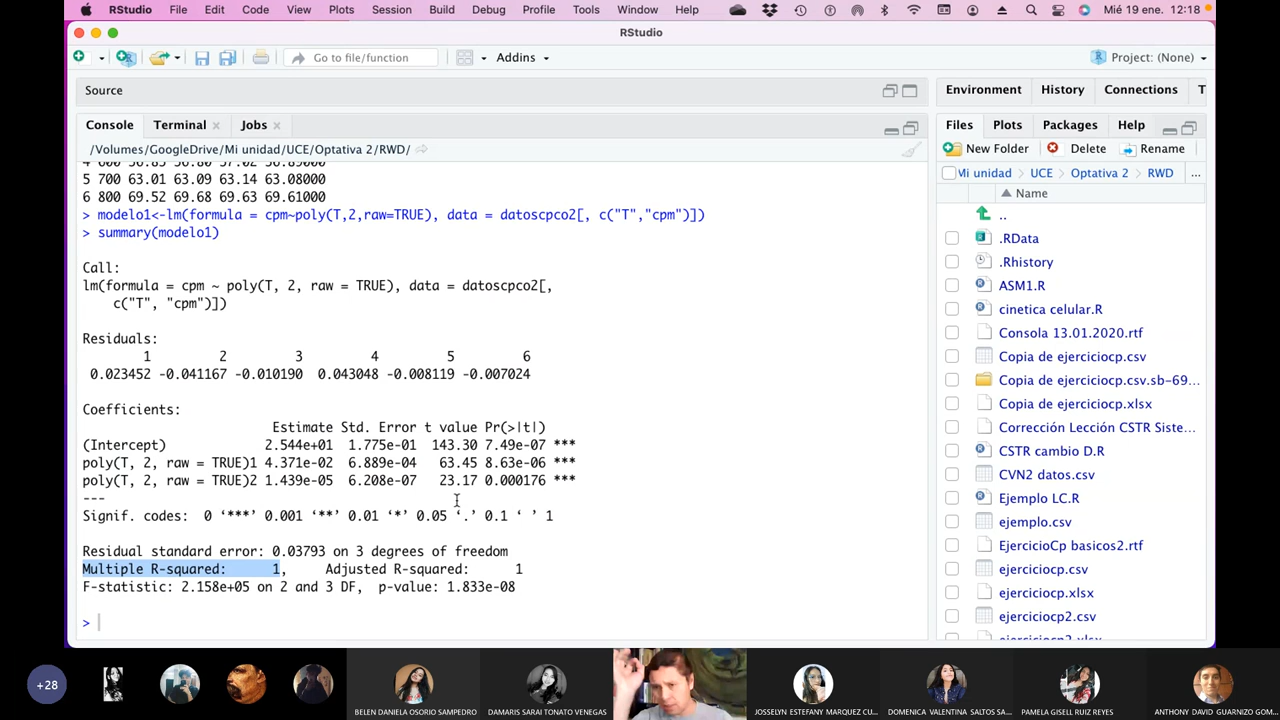 RStudio File Edit Code View Plots Session Build Debug Profile Tools Window Help Mié 19 ene. 12:18
RStudio
Go to file/function Addins Project: (None)
Source
Console Terminal Jobs
/Volumes/GoogleDrive/Mi unidad/UCE/Optativa 2/RWD/
5 700 63.01 63.09 63.14 63.08000
6 800 69.52 69.68 69.63 69.61000
> modelo1<-lm(formula = cpm~poly(T,2,raw=TRUE), data = datoscpco2[, c("T","cpm")])
> summary(modelo1)
Call:
lm(formula = cpm ~ poly(T, 2, raw = TRUE), data = datoscpco2[,
c("T", "cpm")])
Residuals:
1 2 3 4 5 6
0.023452 -0.041167 -0.010190 0.043048 -0.008119 -0.007024
Coefficients:
Estimate Std. Error t value Pr(>|t|)
(Intercept) 2.544e+01 1.775e-01 143.30 7.49e-07 ***
poly(T, 2, raw = TRUE)1 4.371e-02 6.889e-04 63.45 8.63e-06 ***
poly(T, 2, raw = TRUE)2 1.439e-05 6.208e-07 23.17 0.000176 ***
---
Signif. codes: 0 ‘***’ 0.001 ‘**’ 0.01 ‘*’ 0.05 ‘.’ 0.1 ‘ ’ 1
Residual standard error: 0.03793 on 3 degrees of freedom
Multiple R-squared: 1, Adjusted R-squared: 1
F-statistic: 2.158e+05 on 2 and 3 DF, p-value: 1.833e-08
>
Environment History Connections T
Files Plots Packages Help
New Folder Delete Rename
Mi unidad UCE Optativa 2 RWD ...
Name
..
.RData
.Rhistory
ASM1.R
cinetica celular.R
Consola 13.01.2020.rtf
Copia de ejerciciocp.csv
Copia de ejerciciocp.csv.sb-69...
Copia de ejerciciocp.xlsx
Corrección Lección CSTR Siste...
CSTR cambio D.R
CVN2 datos.csv
Ejemplo LC.R
ejemplo.csv
EjercicioCp basicos2.rtf
ejerciciocp.csv
ejerciciocp.xlsx
ejerciciocp2.csv
ejerciciocp2.xlsx
+28
BELEN DANIELA OSORIO SAMPEDRO
DAMARIS SARAI TONATO VENEGAS
JOSSELYN ESTEFANY MARQUEZ CU...
DOMENICA VALENTINA SALTOS SA...
PAMELA GISELL RUIZ REYES
ANTHONY DAVID GUARNIZO GOM...